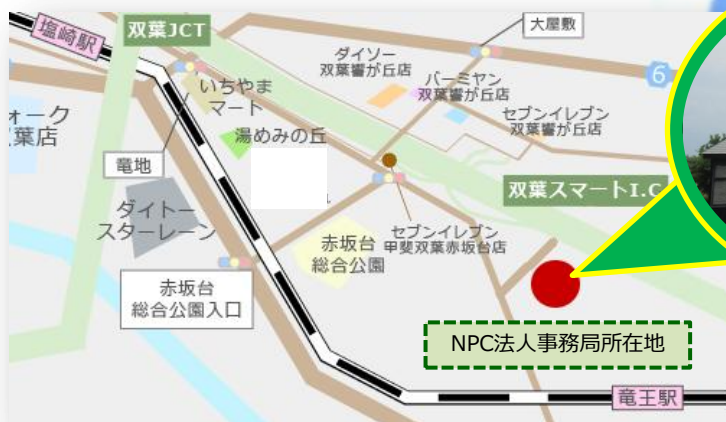 塩崎駅
双葉JCT
大屋敷
ダイソー
双葉響が丘店
6
バーミヤン
双葉響が丘店
いちやま
マート
セブンイレブン
双葉響が丘店
ォーク
葉店
湯めみの丘
竜地
双葉スマートI.C
ダイトー
スターレーン
赤坂台
総合公園
セブンイレブン
甲斐双葉赤坂台店
赤坂台
総合公園入口
NPC法人事務局所在地
竜王駅